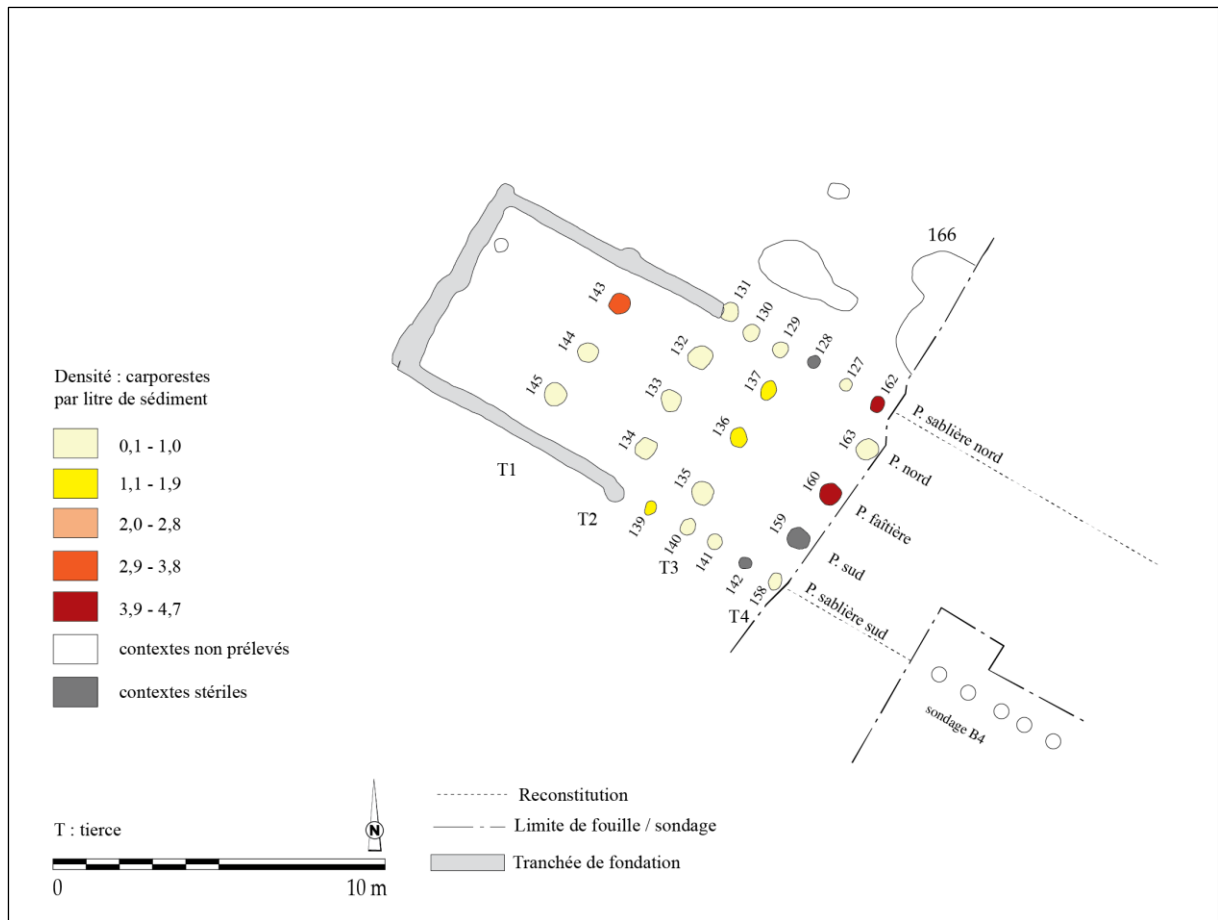 166
131
130
129
128
127
162
143
144
145
132
133
134
137
136
135
163
160
159
139
140
141
142
158
T1
T2
T3
T4
P. sablière nord
P. nord
P. faîtière
P. sud
P. sablière sud
sondage B4
Densité : carporestes
par litre de sédiment
0,1 - 1,0
1,1 - 1,9
2,0 - 2,8
2,9 - 3,8
3,9 - 4,7
contextes non prélevés
contextes stériles
T : tierce
0
10 m
N
Reconstitution
Limite de fouille / sondage
Tranchée de fondation